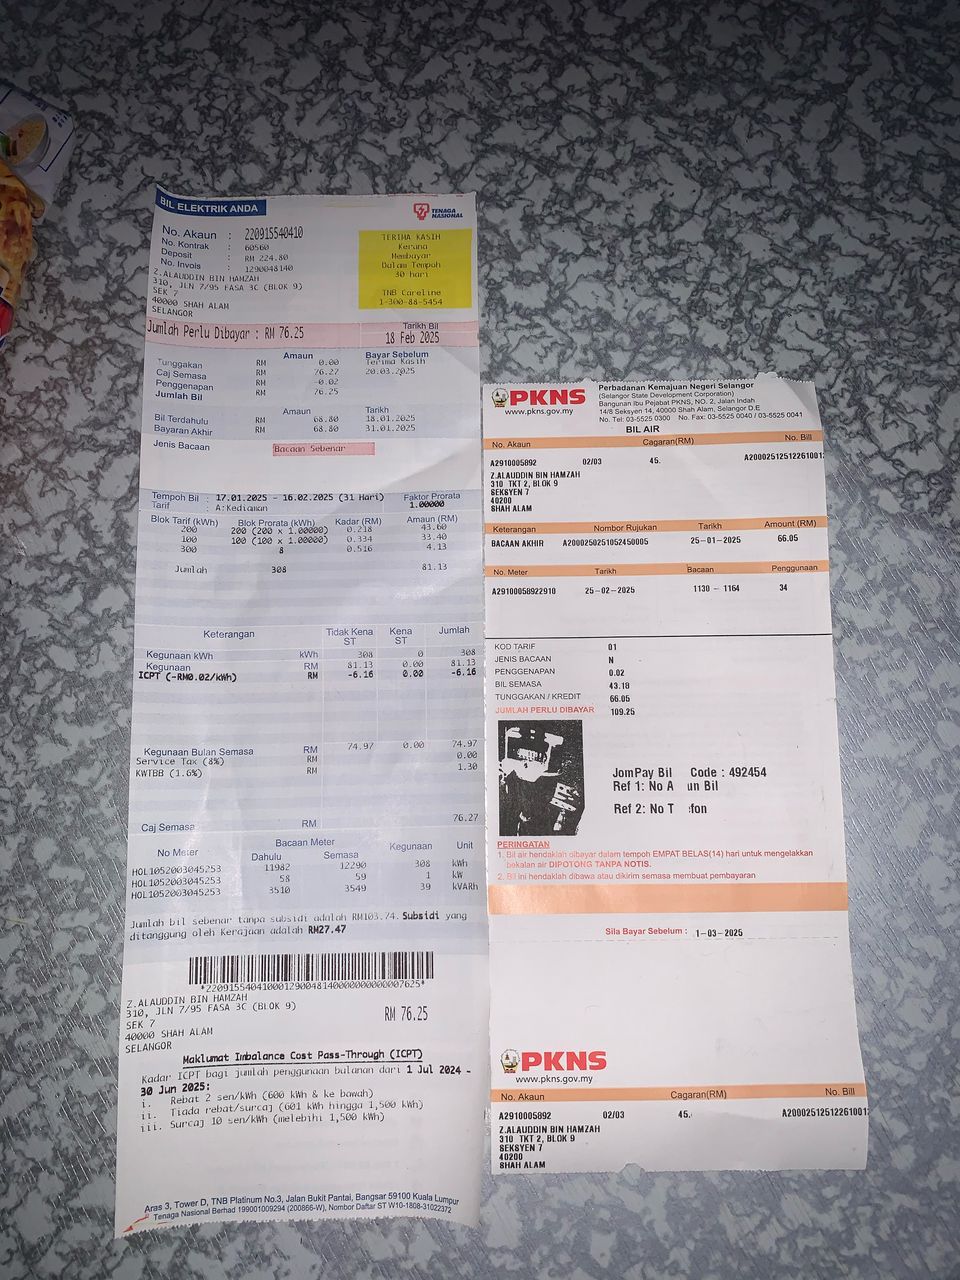 BIL ELEKTRIK ANDA
TENAGA NASIONAL
No. Akaun : 220915540410
No. Kontrak : 60560
Deposit : RM 224.80
No. Invois : 1290048140
Z.ALAUDDIN BIN HAMZAH
310, JLN 7/95 FASA 3C (BLOK 9)
SEK 7
40000 SHAH ALAM
SELANGOR
TERIMA KASIH
Kerana
Membayar
Dalam Tempoh
30 hari
TNB Careline
1-300-88-5454
Jumlah Perlu Dibayar : RM 76.25
Tarikh Bil
18 Feb 2025
Amaun Bayar Sebelum
Tunggakan RM 0.00 Terima Kasih
Caj Semasa RM 76.27 20.03.2025
Penggenapan RM -0.02
Jumlah Bil RM 76.25
Amaun Tarikh
Bil Terdahulu RM 68.80 18.01.2025
Bayaran Akhir RM 68.80 31.01.2025
Jenis Bacaan Bacaan Sebenar
Tempoh Bil : 17.01.2025 - 16.02.2025 (31 Hari) Faktor Prorata
Tarif : A:Kediaman 1.00000
Blok Tarif (kWh) Blok Prorata (kWh) Kadar (RM) Amaun (RM)
200 200 (200 x 1.00000) 0.218 43.60
100 100 (100 x 1.00000) 0.334 33.40
300 8 0.516 4.13
Jumlah 308 81.13
Keterangan Tidak Kena ST Kena ST Jumlah
Kegunaan kWh kWh 308 0 308
Kegunaan RM 81.13 0.00 81.13
ICPT (-RM0.02/kWh) RM -6.16 0.00 -6.16
Kegunaan Bulan Semasa RM 74.97 0.00 74.97
Service Tax (8%) RM 0.00
KWTBB (1.6%) RM 1.30
Caj Semasa RM 76.27
No Meter Bacaan Meter Kegunaan Unit
Dahulu Semasa
HOL1052003045253 11982 12290 308 kWh
HOL1052003045253 58 59 1 kW
HOL1052003045253 3510 3549 39 kVARh
Jumlah bil sebenar tanpa subsidi adalah RM103.74. Subsidi yang
ditanggung oleh Kerajaan adalah RM27.47
Z.ALAUDDIN BIN HAMZAH
310, JLN 7/95 FASA 3C (BLOK 9)
SEK 7
40000 SHAH ALAM
SELANGOR
RM 76.25
Maklumat Imbalance Cost Pass-Through (ICPT)
Kadar ICPT bagi jumlah penggunaan bulanan dari 1 Jul 2024 -
30 Jun 2025:
i. Rebat 2 sen/kWh (600 kWh & ke bawah)
ii. Tiada rebat/surcaj (601 kWh hingga 1,500 kWh)
iii. Surcaj 10 sen/kWh (melebihi 1,500 kWh)
Aras 3, Tower D, TNB Platinum No.3, Jalan Bukit Pantai, Bangsar 59100 Kuala Lumpur
Tenaga Nasional Berhad 199001009294 (200866-W), Nombor Daftar ST W10-1808-31022372
PKNS
www.pkns.gov.my
Perbadanan Kemajuan Negeri Selangor
(Selangor State Development Corporation)
Bangunan Ibu Pejabat PKNS, NO. 2, Jalan Indah
14/8 Seksyen 14, 40000 Shah Alam, Selangor D.E
No. Tel: 03-5525 0300 No. Fax: 03-5525 0040 / 03-5525 0041
BIL AIR
No. Akaun Cagaran(RM) No. Bill
A2910005892 02/03 45. A20002512512261001
Z.ALAUDDIN BIN HAMZAH
310 TKT 2, BLOK 9
SEKSYEN 7
40200
SHAH ALAM
Keterangan Nombor Rujukan Tarikh Amount (RM)
BACAAN AKHIR A2000250251052450005 25-01-2025 66.05
No. Meter Tarikh Bacaan Penggunaan
A29100058922910 25-02-2025 1130 - 1164 34
KOD TARIF 01
JENIS BACAAN N
PENGGENAPAN 0.02
BIL SEMASA 43.18
TUNGGAKAN / KREDIT 66.05
JUMLAH PERLU DIBAYAR 109.25
JomPay Bil Code : 492454
Ref 1: No A un Bil
Ref 2: No T fon
PERINGATAN
1. Bil air hendaklah dibayar dalam tempoh EMPAT BELAS(14) hari untuk mengelakkan
bekalan air DIPOTONG TANPA NOTIS.
2. Bil ini hendaklah dibawa atau dikirim semasa membuat pembayaran
Sila Bayar Sebelum : 1-03-2025
PKNS
www.pkns.gov.my
No. Akaun Cagaran(RM) No. Bill
A2910005892 02/03 45. A20002512512261001
Z.ALAUDDIN BIN HAMZAH
310 TKT 2, BLOK 9
SEKSYEN 7
40200
SHAH ALAM